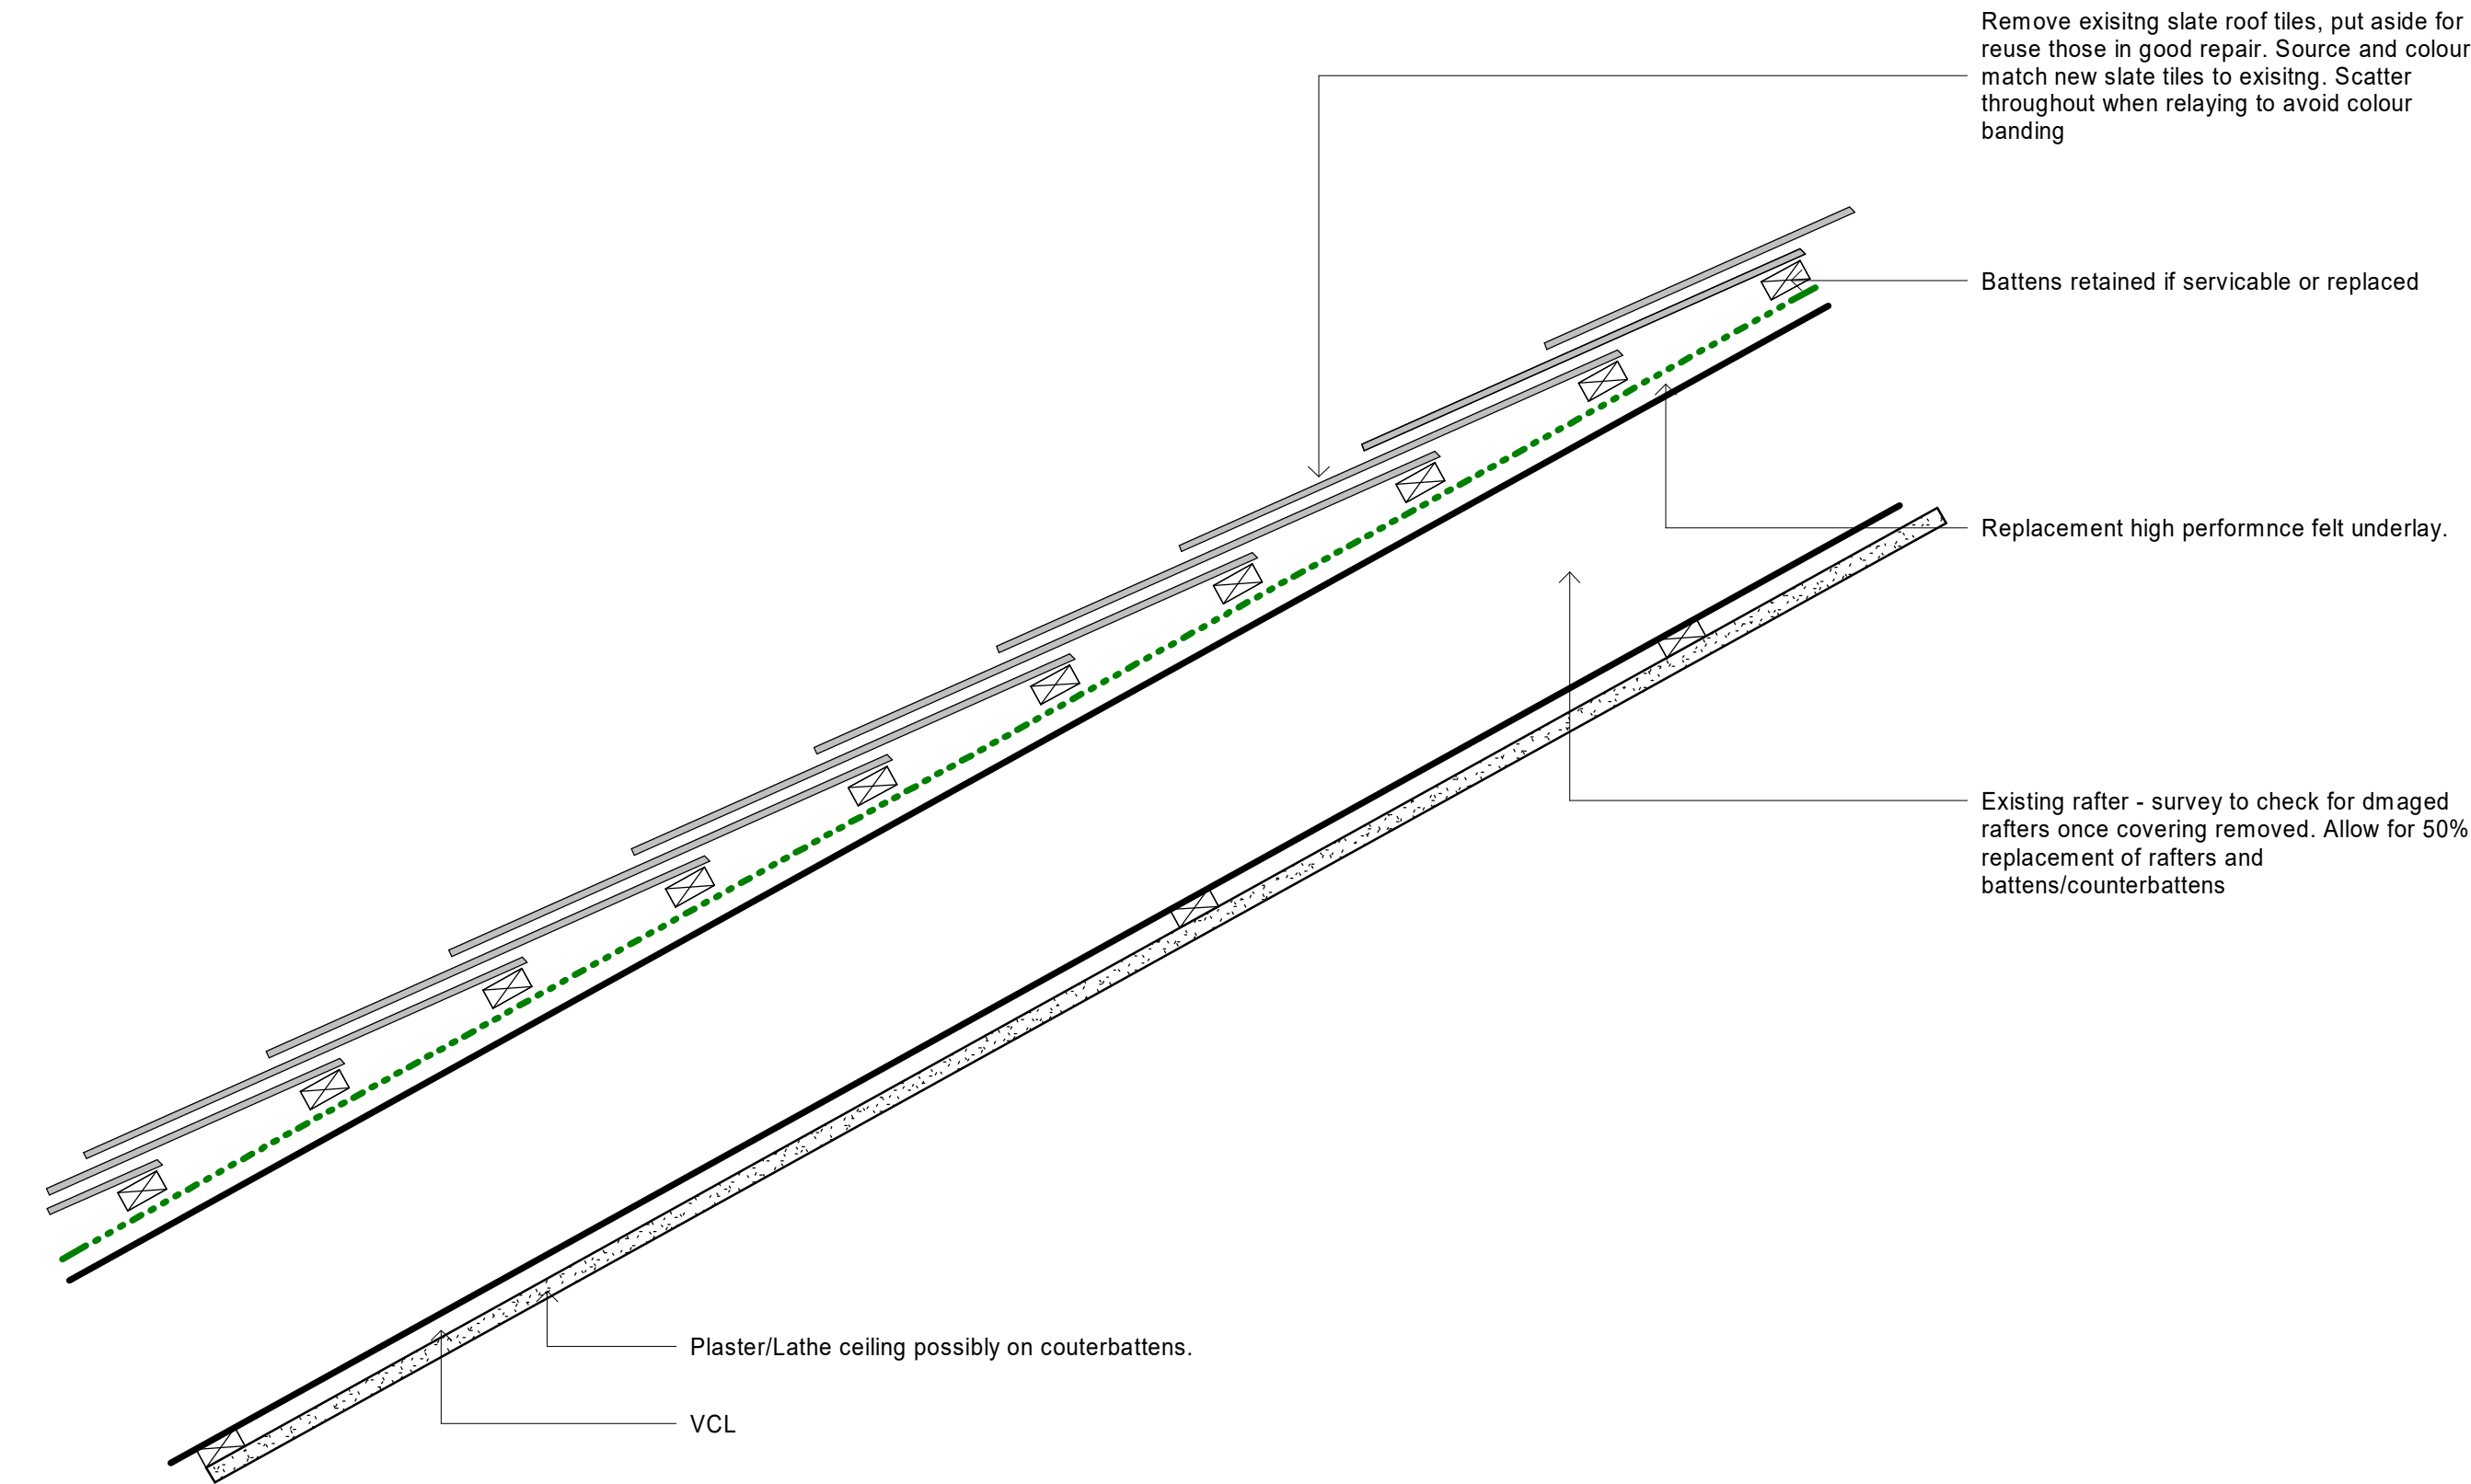 Remove exisitng slate roof tiles, put aside for
reuse those in good repair. Source and colour
match new slate tiles to exisitng. Scatter
throughout when relaying to avoid colour
banding
Battens retained if servicable or replaced
Replacement high performnce felt underlay.
Existing rafter - survey to check for dmaged
rafters once covering removed. Allow for 50%
replacement of rafters and
battens/counterbattens
Plaster/Lathe ceiling possibly on couterbattens.
VCL